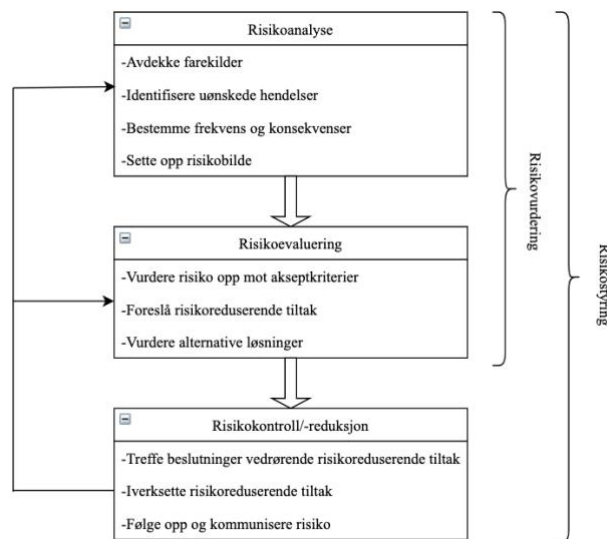 Risikoanalyse
-Avdekke farekilder
-Identifisere uønskede hendelser
-Bestemme frekvens og konsekvenser
-Sette opp risikobilde
Risikoevaluering
-Vurdere risiko opp mot akseptkriterier
-Foreslå risikoreduserende tiltak
-Vurdere alternative løsninger
Risikokontroll/-reduksjon
-Treffe beslutninger vedrørende risikoreduserende tiltak
-Iverksette risikoreduserende tiltak
-Følge opp og kommunisere risiko
Risikovurdering
Risikostyring